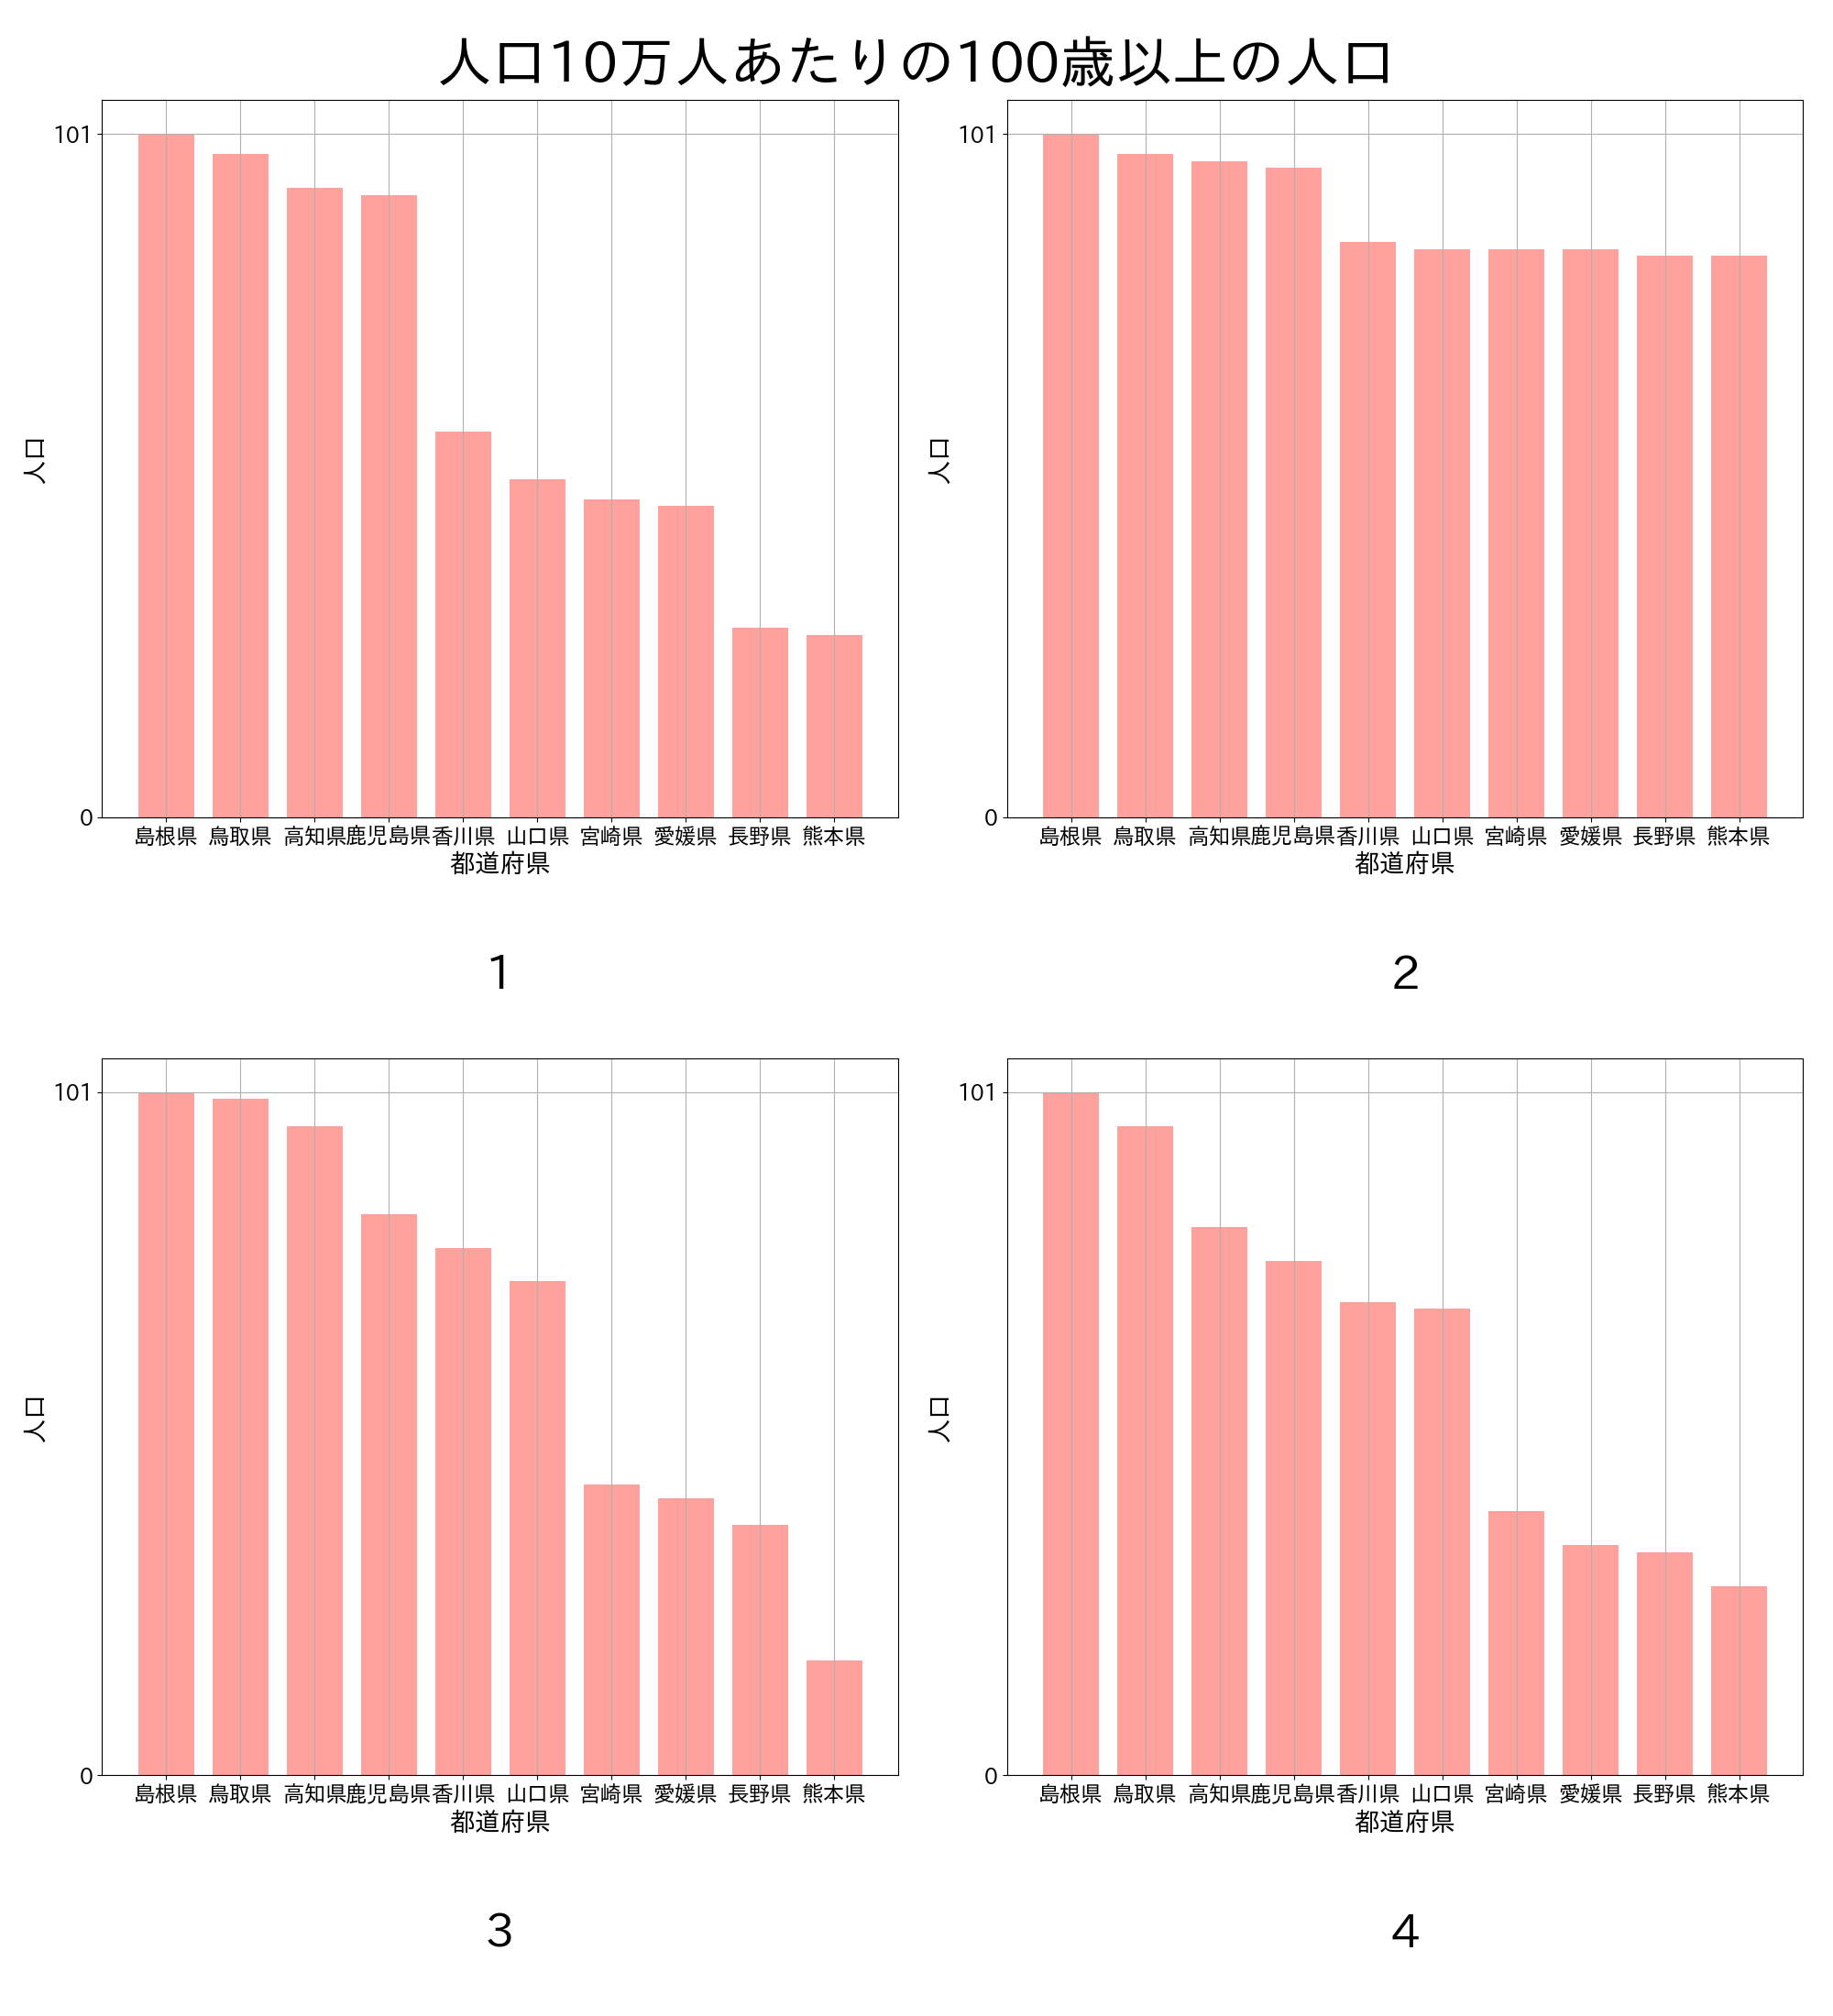 人口10万人あたりの100歳以上の人口
101
0
人口
島根県 鳥取県 高知県 鹿児島県 香川県 山口県 宮崎県 愛媛県 長野県 熊本県
都道府県
1
101
0
人口
島根県 鳥取県 高知県 鹿児島県 香川県 山口県 宮崎県 愛媛県 長野県 熊本県
都道府県
2
101
0
人口
島根県 鳥取県 高知県 鹿児島県 香川県 山口県 宮崎県 愛媛県 長野県 熊本県
都道府県
3
101
0
人口
島根県 鳥取県 高知県 鹿児島県 香川県 山口県 宮崎県 愛媛県 長野県 熊本県
都道府県
4